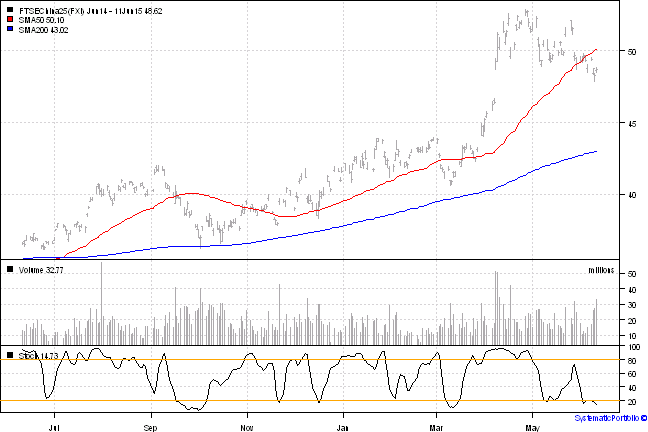 FTSEChina25(FXI) Jun14 - 11Jun15 48.62
SMA50 50.10
SMA200 43.02
50
45
40
Volume 32.77
millions
50
40
30
20
10
Stoch 14.73
100
80
60
40
20
Jul
Sep
Nov
Jan
Mar
May
SystematicPortfolio ©